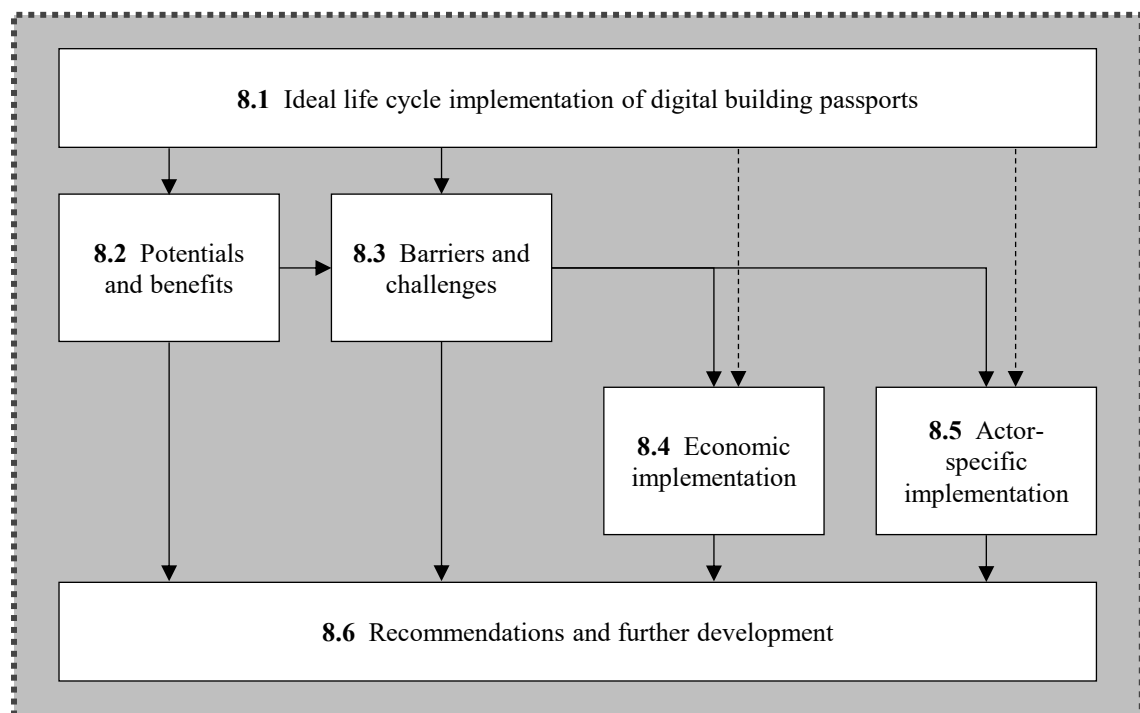 8.1 Ideal life cycle implementation of digital building passports
8.2 Potentials
and benefits
8.3 Barriers and
challenges
8.4 Economic
implementation
8.5 Actor-
specific
implementation
8.6 Recommendations and further development